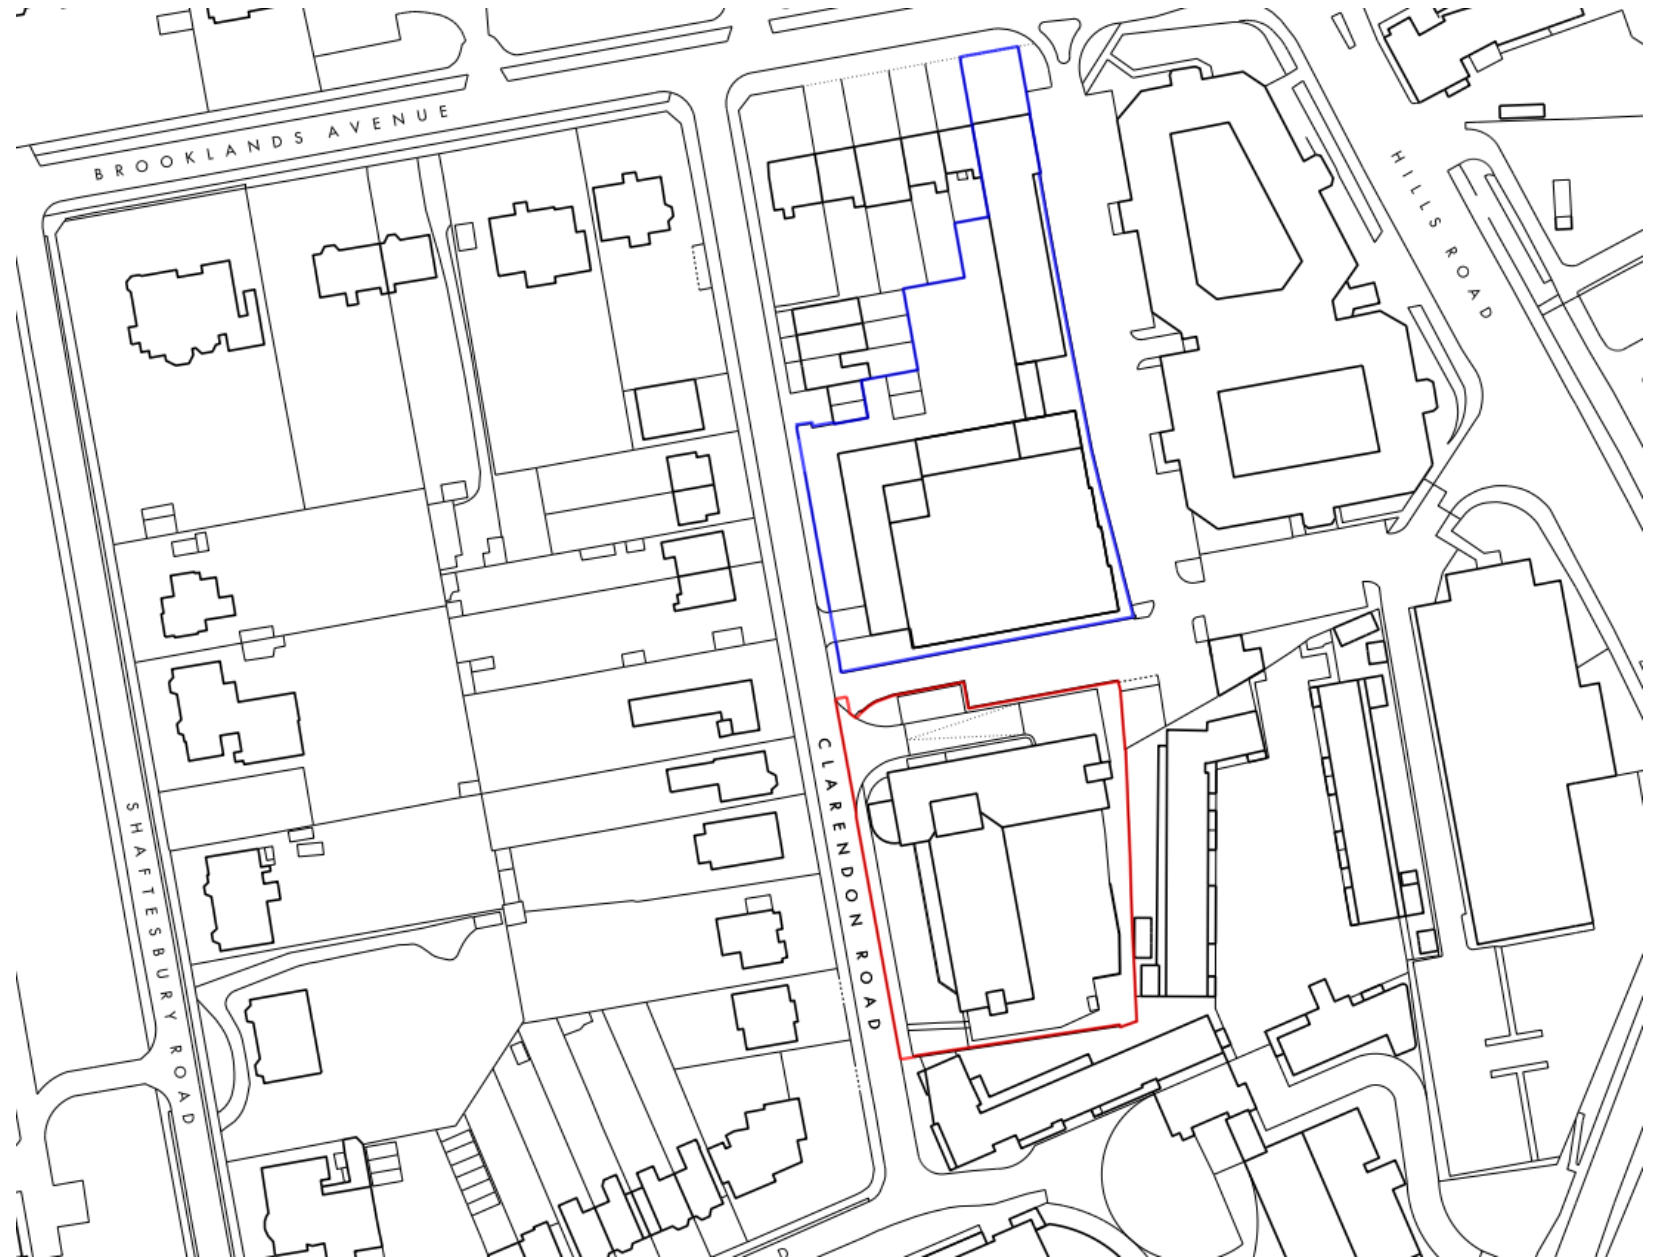 BROOKLANDS AVENUE
HILLS ROAD
CLARENDON ROAD
SHAFTESBURY ROAD
D